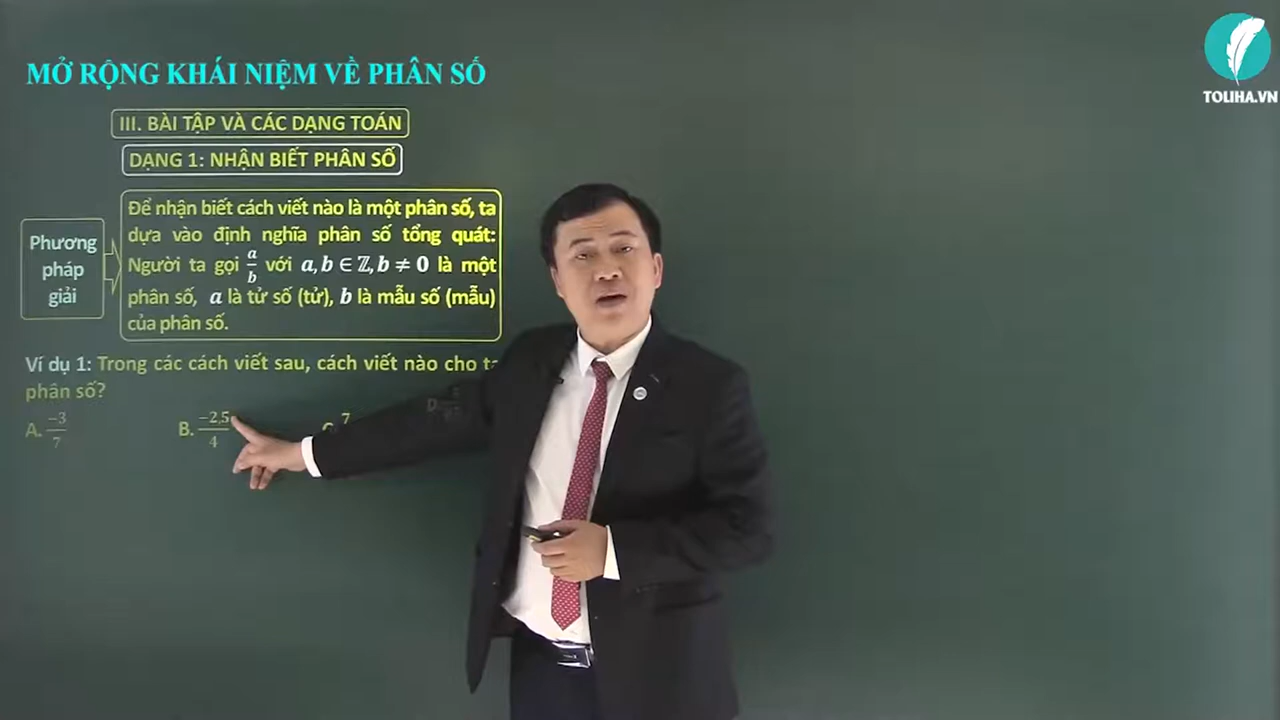 MỞ RỘNG KHÁI NIỆM VỀ PHÂN SỐ
TOLIHA.VN
III. BÀI TẬP VÀ CÁC DẠNG TOÁN
DẠNG 1: NHẬN BIẾT PHÂN SỐ
Phương
pháp
giải
Để nhận biết cách viết nào là một phân số, ta
dựa vào định nghĩa phân số tổng quát:
Người ta gọi a/b với a, b ∈ ℤ, b ≠ 0 là một
phân số, a là tử số (tử), b là mẫu số (mẫu)
của phân số.
Ví dụ 1: Trong các cách viết sau, cách viết nào cho
phân số?
A. -3/7
B. -2,5/4
C. 7
D.